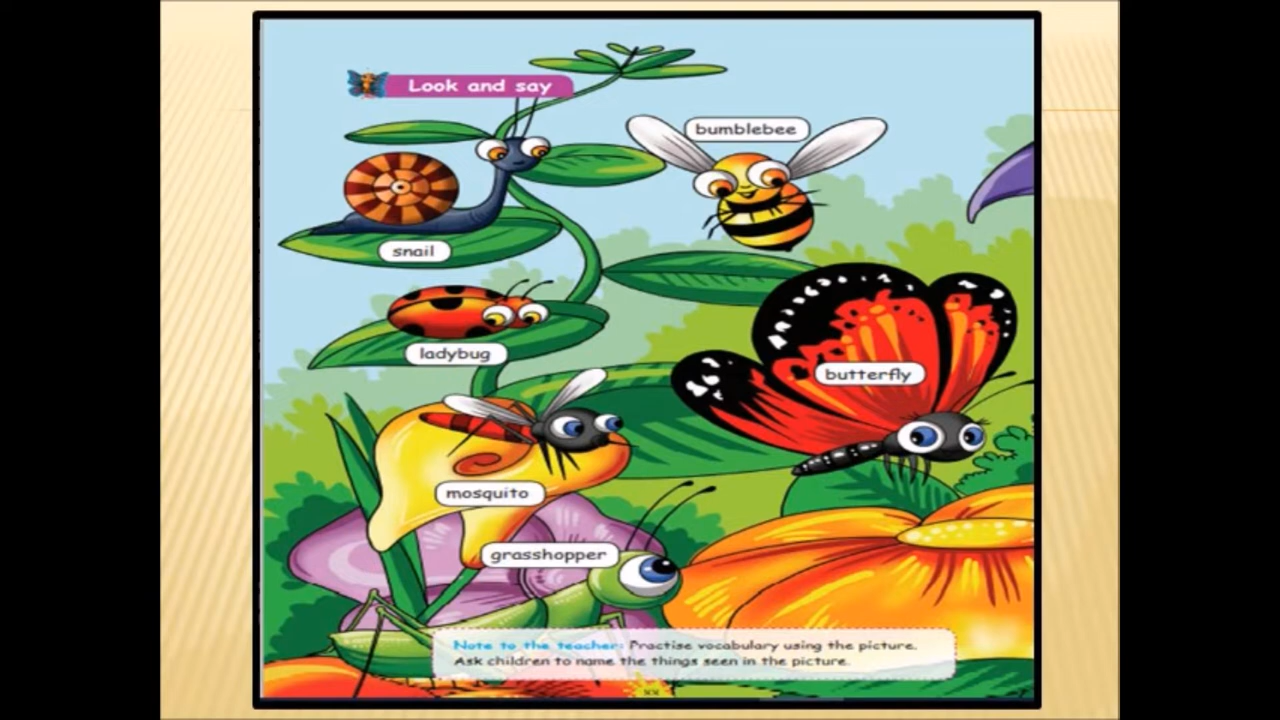 Look and say
bumblebee
snail
ladybug
butterfly
mosquito
grasshopper
Note to the teacher: Practise vocabulary using the picture.
Ask children to name the things seen in the picture.